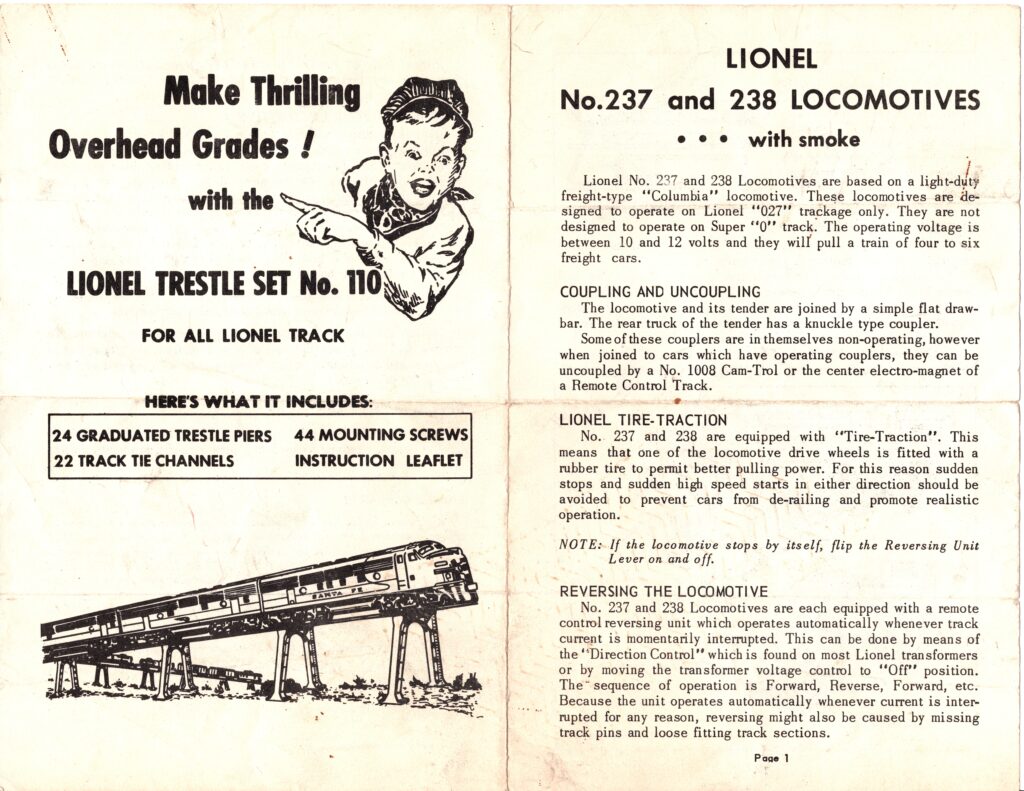 Make Thrilling
Overhead Grades !
with the
LIONEL TRESTLE SET No. 110
FOR ALL LIONEL TRACK
HERE'S WHAT IT INCLUDES:
24 GRADUATED TRESTLE PIERS 44 MOUNTING SCREWS
22 TRACK TIE CHANNELS INSTRUCTION LEAFLET
SANTA FE
LIONEL
No.237 and 238 LOCOMOTIVES
• • • with smoke
Lionel No. 237 and 238 Locomotives are based on a light-duty
freight-type "Columbia" locomotive. These locomotives are de-
signed to operate on Lionel "027" trackage only. They are not
designed to operate on Super "0" track. The operating voltage is
between 10 and 12 volts and they will pull a train of four to six
freight cars.
COUPLING AND UNCOUPLING
The locomotive and its tender are joined by a simple flat draw-
bar. The rear truck of the tender has a knuckle type coupler.
Some of these couplers are in themselves non-operating, however
when joined to cars which have operating couplers, they can be
uncoupled by a No. 1008 Cam-Trol or the center electro-magnet of
a Remote Control Track.
LIONEL TIRE-TRACTION
No. 237 and 238 are equipped with "Tire-Traction". This
means that one of the locomotive drive wheels is fitted with a
rubber tire to permit better pulling power. For this reason sudden
stops and sudden high speed starts in either direction should be
avoided to prevent cars from de-railing and promote realistic
operation.
NOTE: If the locomotive stops by itself, flip the Reversing Unit
Lever on and off.
REVERSING THE LOCOMOTIVE
No. 237 and 238 Locomotives are each equipped with a remote
control reversing unit which operates automatically whenever track
current is momentarily interrupted. This can be done by means of
the "Direction Control" which is found on most Lionel transformers
or by moving the transformer voltage control to "Off" position.
The sequence of operation is Forward, Reverse, Forward, etc.
Because the unit operates automatically whenever current is inter-
rupted for any reason, reversing might also be caused by missing
track pins and loose fitting track sections.
Page 1